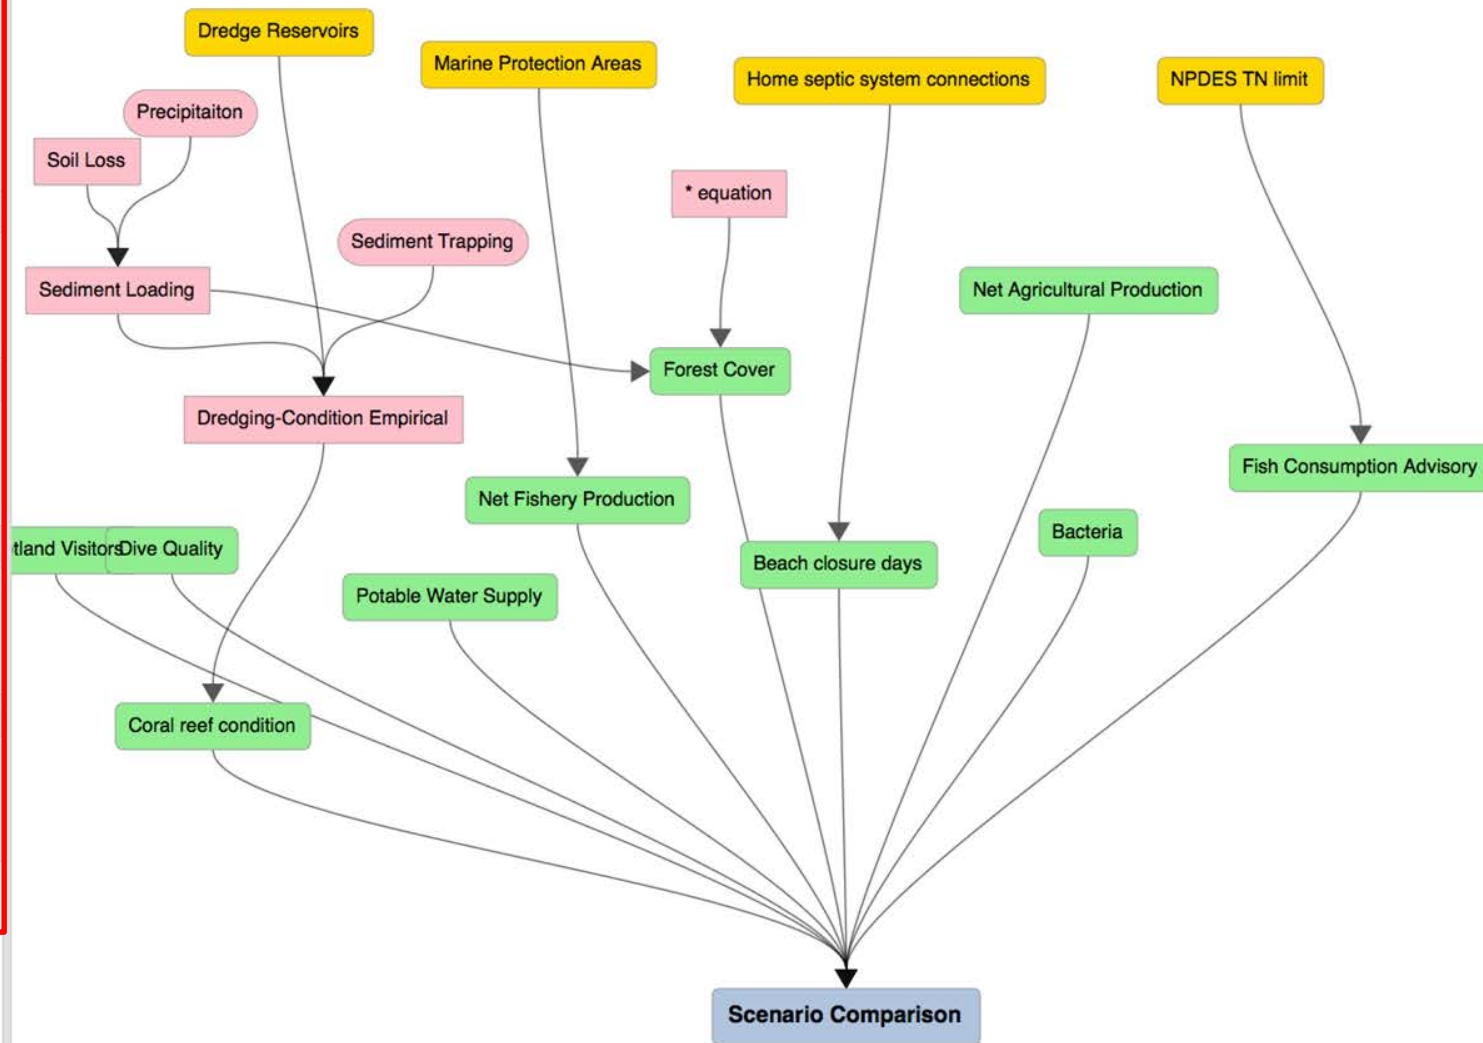 Dredge Reservoirs
Marine Protection Areas
Home septic system connections
NPDES TN limit
Precipitaiton
Soil Loss
* equation
Sediment Trapping
Sediment Loading
Net Agricultural Production
Forest Cover
Dredging-Condition Empirical
Fish Consumption Advisory
Net Fishery Production
Bacteria
Visitors
Dive Quality
Beach closure days
Potable Water Supply
Coral reef condition
Scenario Comparison